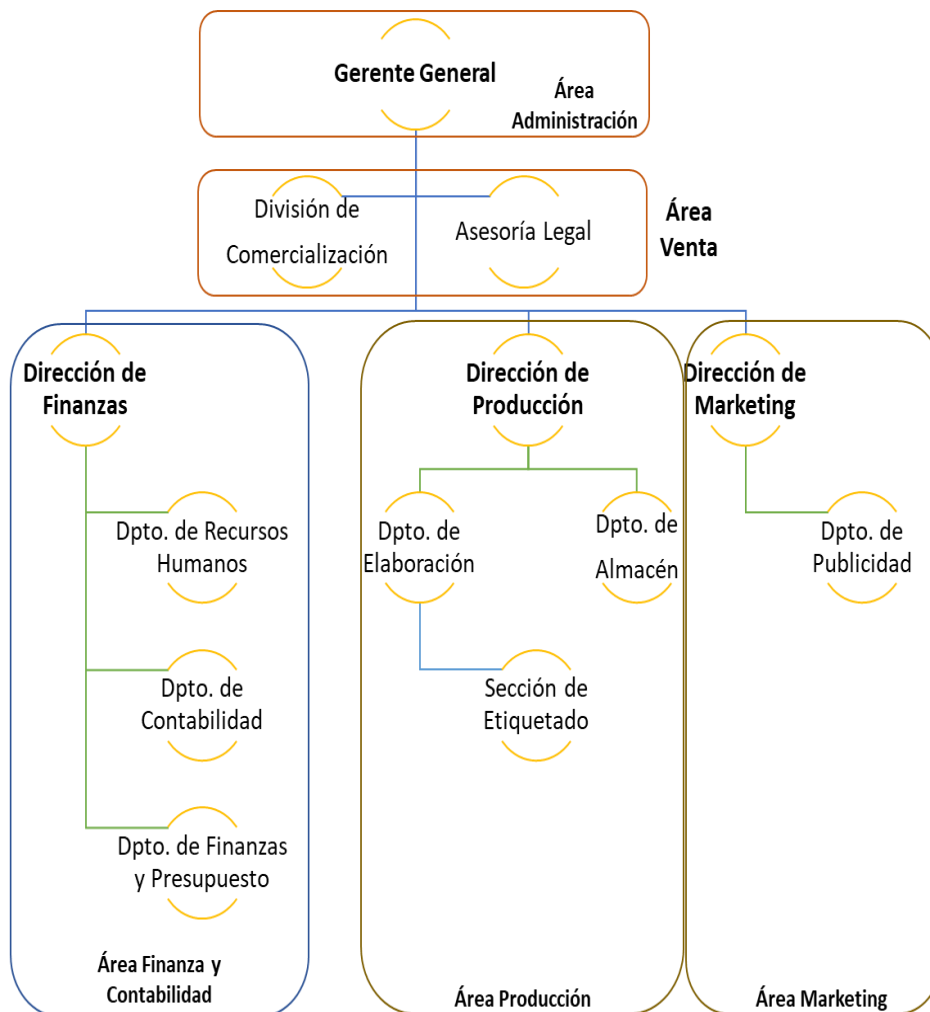 Gerente General
Área
Administración
División de
Comercialización
Asesoría Legal
Área
Venta
Dirección de
Finanzas
Dirección de
Producción
Dirección de
Marketing
Dpto. de Recursos
Humanos
Dpto. de
Elaboración
Dpto. de
Almacén
Dpto. de
Publicidad
Dpto. de
Contabilidad
Sección de
Etiquetado
Dpto. de Finanzas
y Presupuesto
Área Finanza y
Contabilidad
Área Producción
Área Marketing